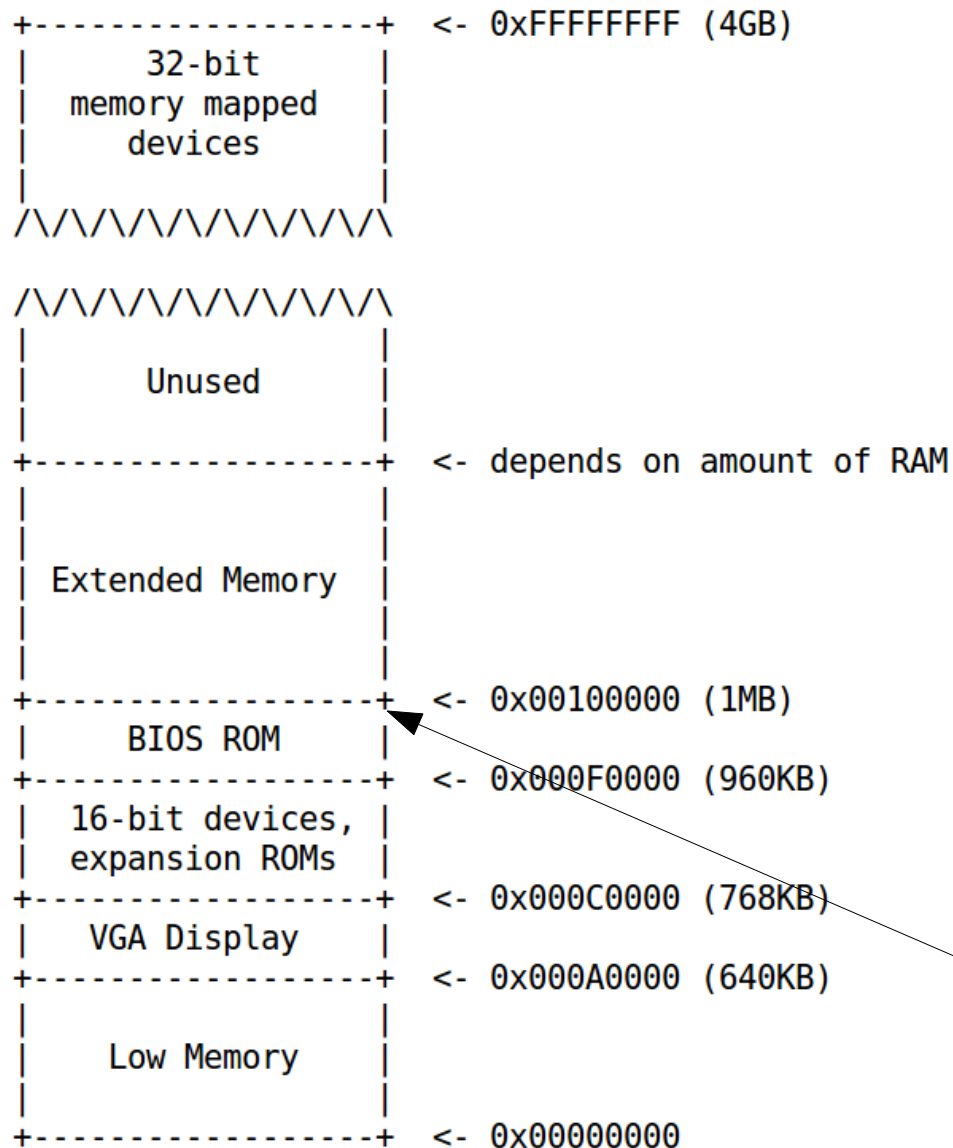 +------------------+  <- 0xFFFFFFFF (4GB)
|      32-bit      |
|  memory mapped   |
|     devices      |
|                  |
/\/\/\/\/\/\/\/\/\/\

/\/\/\/\/\/\/\/\/\/\
|                  |
|      Unused      |
|                  |
+------------------+  <- depends on amount of RAM
|                  |
|                  |
| Extended Memory  |
|                  |
|                  |
+------------------+  <- 0x00100000 (1MB)
|     BIOS ROM     |
+------------------+  <- 0x000F0000 (960KB)
|  16-bit devices, |
|  expansion ROMs  |
+------------------+  <- 0x000C0000 (768KB)
|   VGA Display    |
+------------------+  <- 0x000A0000 (640KB)
|                  |
|    Low Memory    |
|                  |
+------------------+  <- 0x00000000